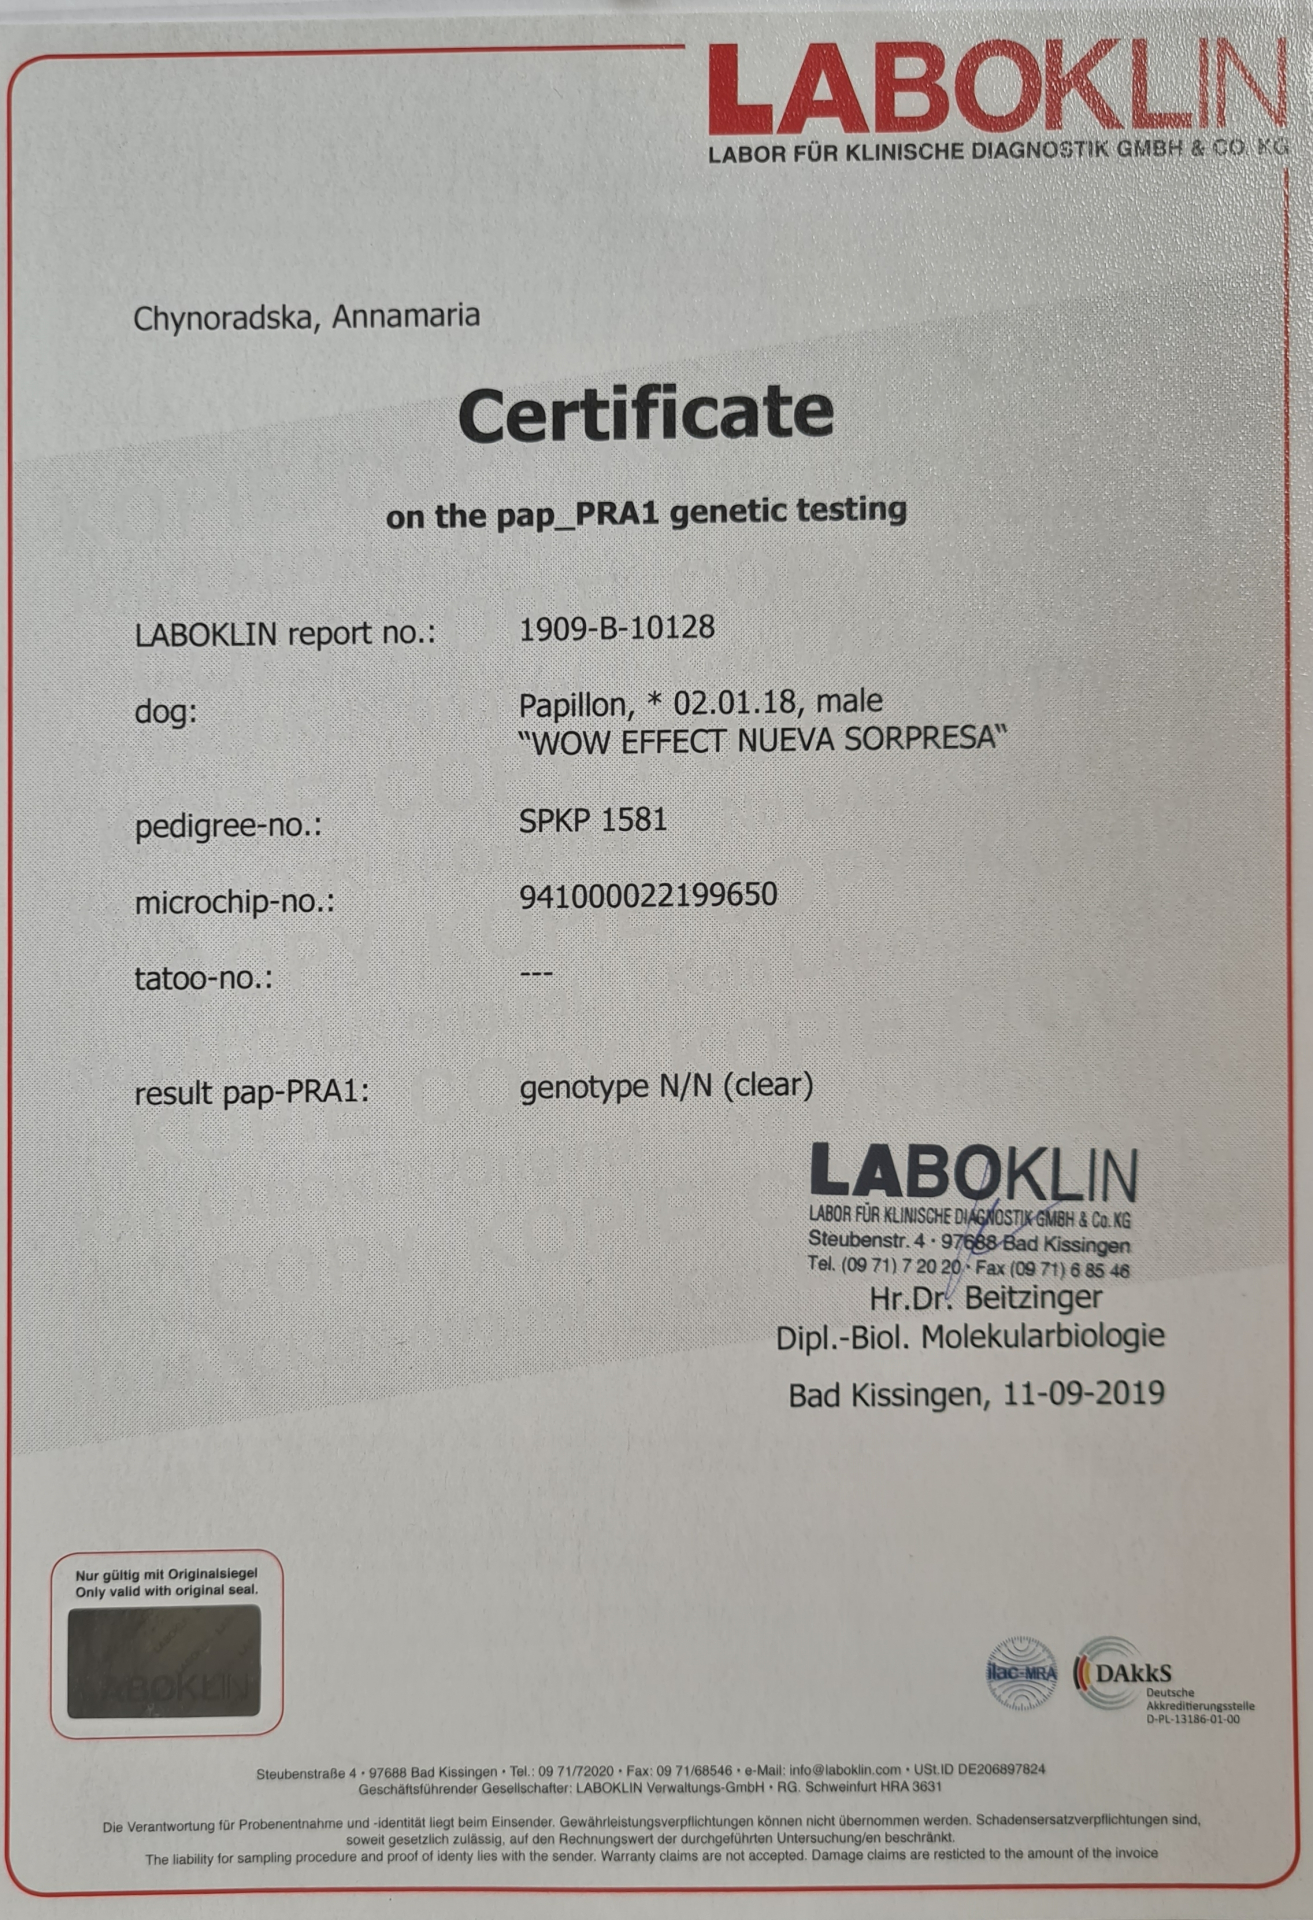 LABOKLIN
LABOR FÜR KLINISCHE DIAGNOSTIK GMBH & CO. KG
Chynoradska, Annamaria
Certificate
on the pap_PRA1 genetic testing
LABOKLIN report no.: 1909-B-10128
dog: Papillon, * 02.01.18, male
“WOW EFFECT NUEVA SORPRESA“
pedigree-no.: SPKP 1581
microchip-no.: 941000022199650
tatoo-no.: ---
result pap-PRA1: genotype N/N (clear)
LABOKLIN
LABOR FÜR KLINISCHE DIAGNOSTIK GMBH & Co. KG
Steubenstr. 4 · 97688 Bad Kissingen
Tel. (09 71) 7 20 20 · Fax (09 71) 6 85 46
Hr.Dr. Beitzinger
Dipl.-Biol. Molekularbiologie
Bad Kissingen, 11-09-2019
Nur gültig mit Originalsiegel
Only valid with original seal.
LABOKLIN
ilac-MRA
DAkkS
Deutsche
Akkreditierungsstelle
D-PL-13186-01-00
Steubenstraße 4 • 97688 Bad Kissingen • Tel.: 09 71/72020 • Fax: 09 71/68546 • e-Mail: info@laboklin.com • USt.ID DE206897824
Geschäftsführender Gesellschafter: LABOKLIN Verwaltungs-GmbH • RG. Schweinfurt HRA 3631
Die Verantwortung für Probenentnahme und -identität liegt beim Einsender. Gewährleistungsverpflichtungen können nicht übernommen werden. Schadensersatzverpflichtungen sind,
soweit gesetzlich zulässig, auf den Rechnungswert der durchgeführten Untersuchung/en beschränkt.
The liability for sampling procedure and proof of identy lies with the sender. Warranty claims are not accepted. Damage claims are resticted to the amount of the invoice